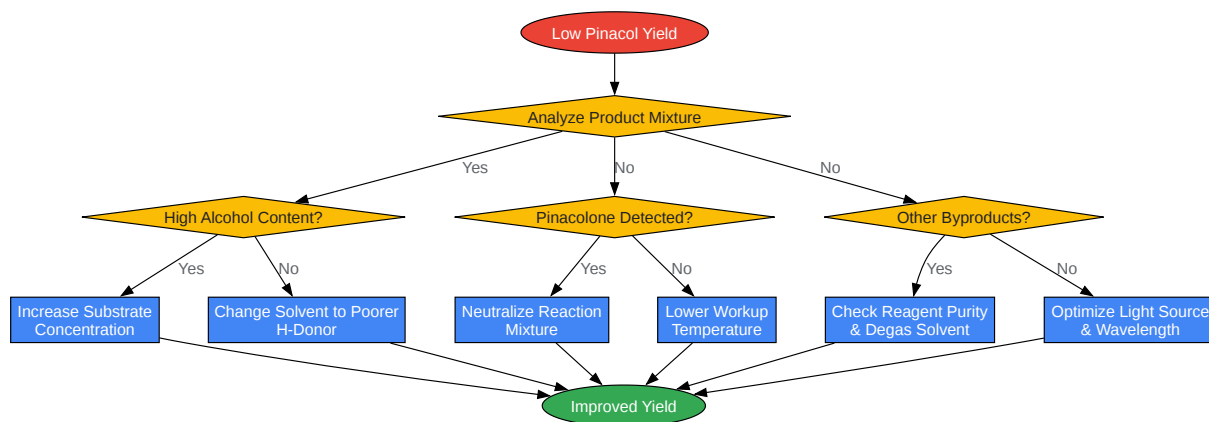 Low Pinacol Yield
Analyze Product Mixture
Yes
No
No
High Alcohol Content?
Pinacolone Detected?
Other Byproducts?
Yes
No
Yes
No
Yes
No
Increase Substrate
Concentration
Change Solvent to Poorer
H-Donor
Neutralize Reaction
Mixture
Lower Workup
Temperature
Check Reagent Purity
& Degas Solvent
Optimize Light Source
& Wavelength
Improved Yield